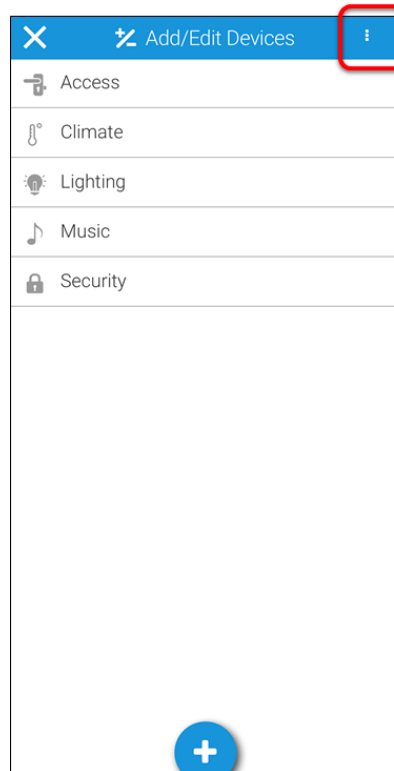 Add/Edit Devices
Access
Climate
Lighting
Music
Security